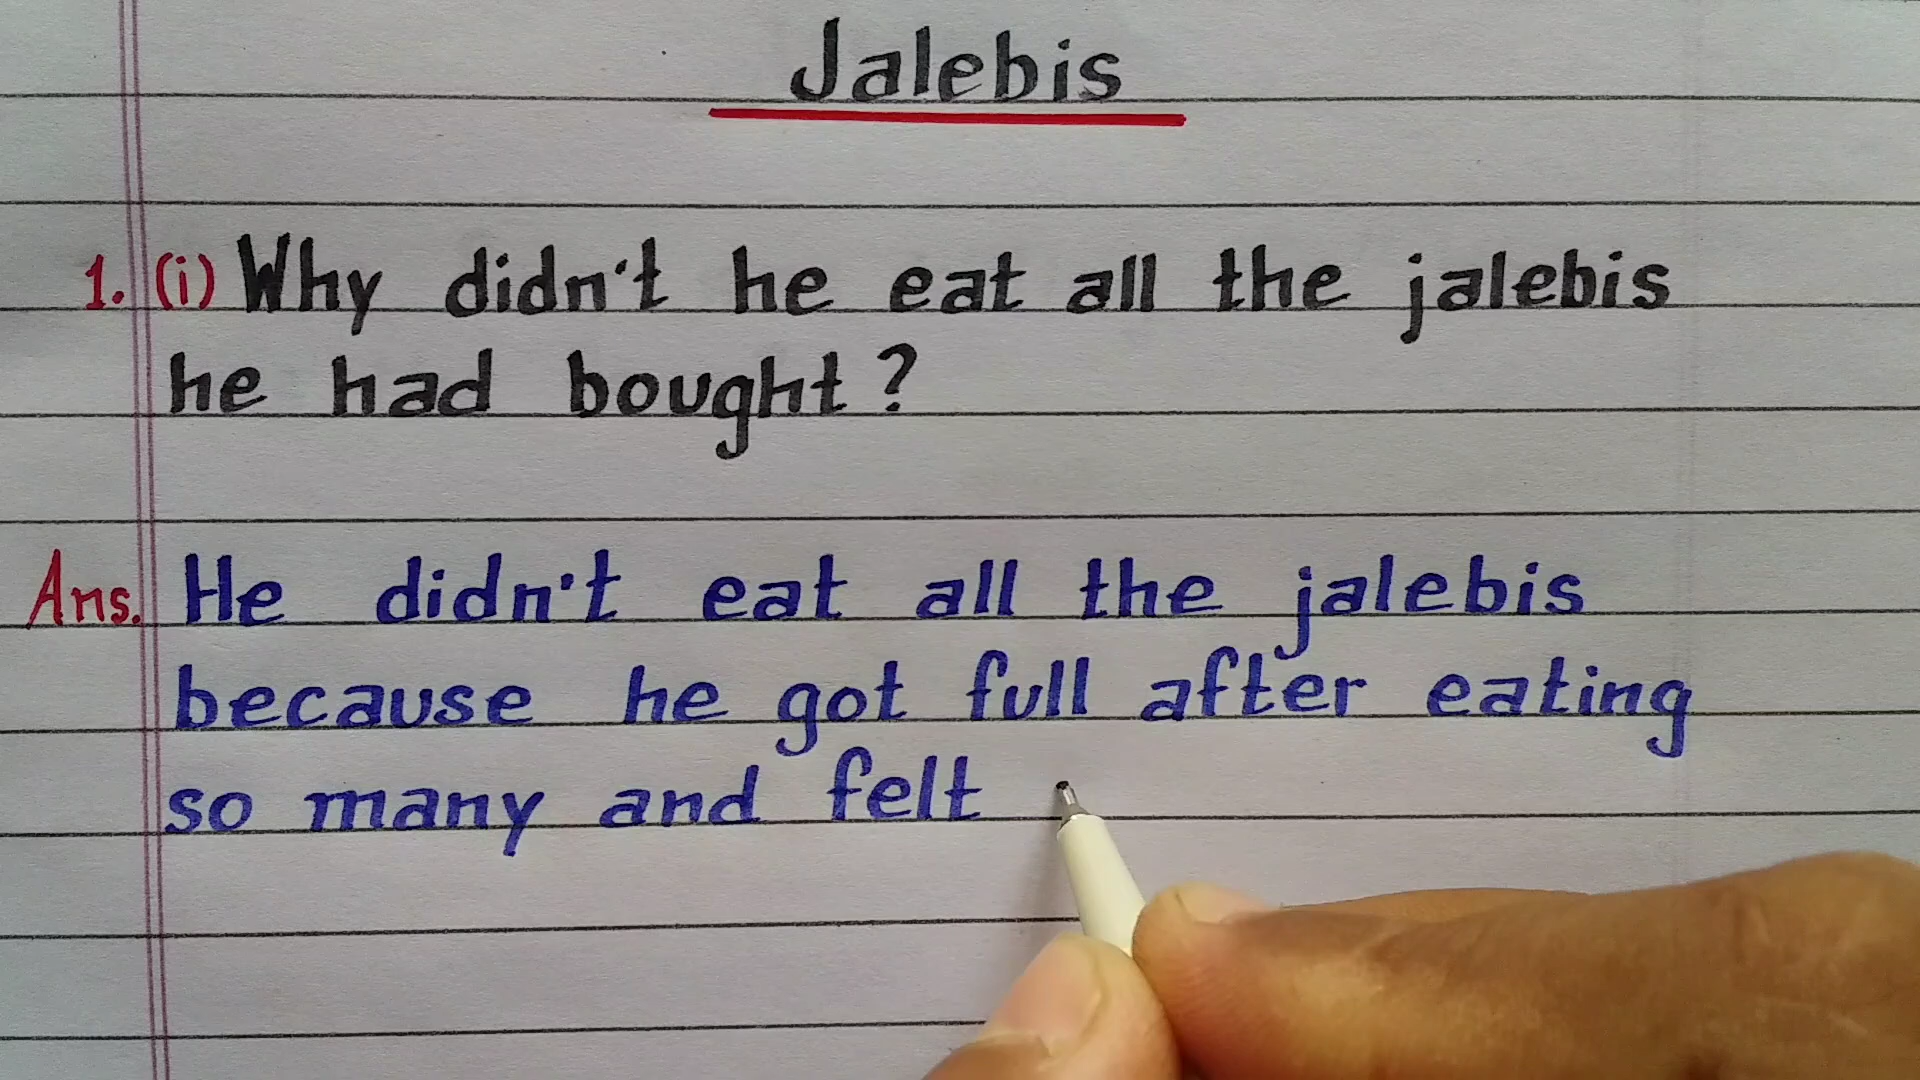 Jalebis
1. (i) Why didn't he eat all the jalebis
he had bought?
Ans. He didn't eat all the jalebis
because he got full after eating
so many and felt